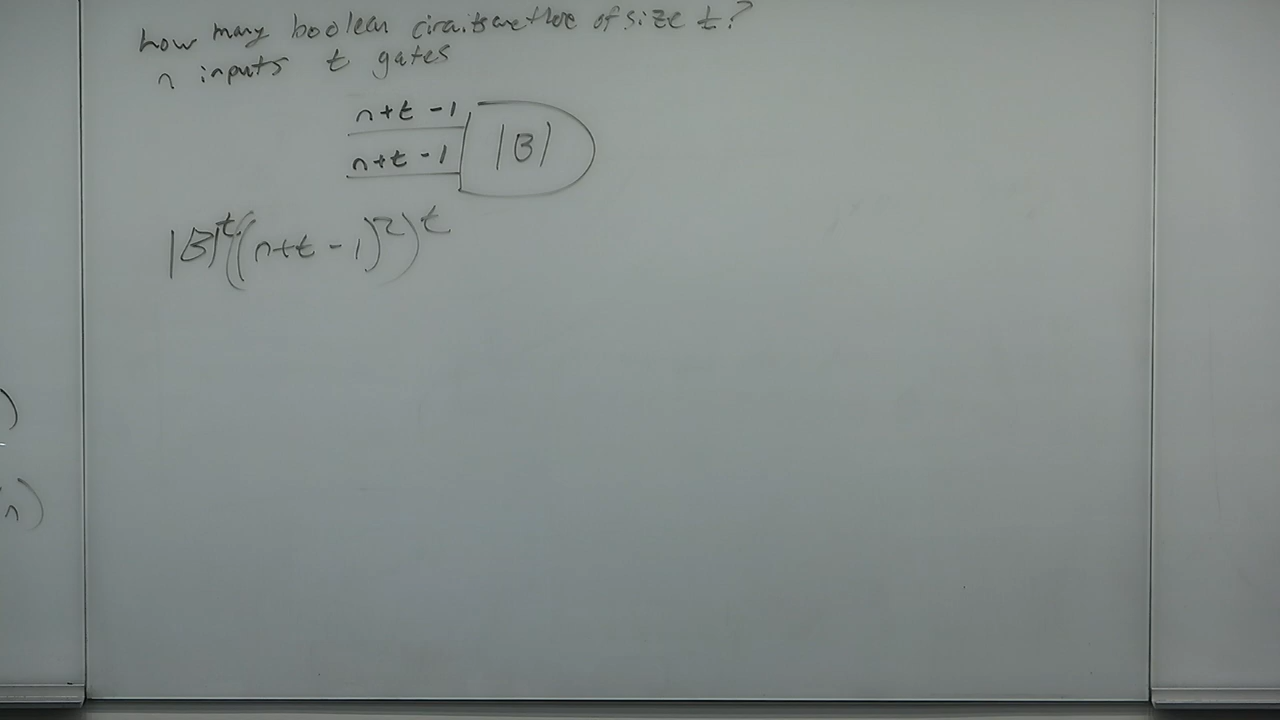 how many boolean circuits are there of size t?
n inputs t gates
n+t-1
n+t-1 |B|
|B|^t((n+t-1)^2)^t
)
n)